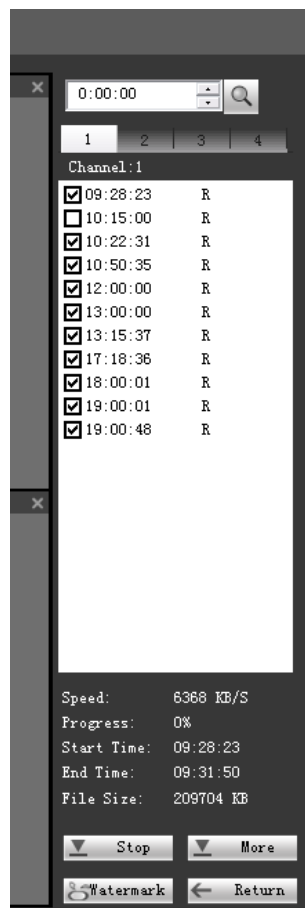 0:00:00
1 2 3 4
Channel:1
09:28:23 R
10:15:00 R
10:22:31 R
10:50:35 R
12:00:00 R
13:00:00 R
13:15:37 R
17:18:36 R
18:00:01 R
19:00:01 R
19:00:48 R
Speed: 6368 KB/S
Progress: 0%
Start Time: 09:28:23
End Time: 09:31:50
File Size: 209704 KB
Stop More
Watermark Return